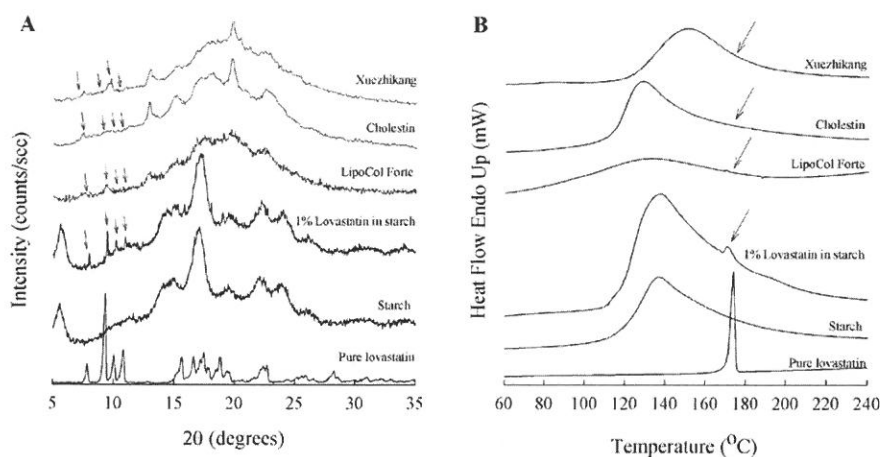 A
Intensity (counts/scc)
Xuezhikang
Cholestin
LipoCol Forte
1% Lovastatin in starch
Starch
Pure lovastatin
5 10 15 20 25 30 35
20 (degrees)
B
Heat Flow Endo Up (mW)
Xuezhikang
Cholestin
LipoCol Forte
1% Lovastatin in starch
Starch
Pure lovastatin
60 80 100 120 140 160 180 200 220 240
Temperature (°C)